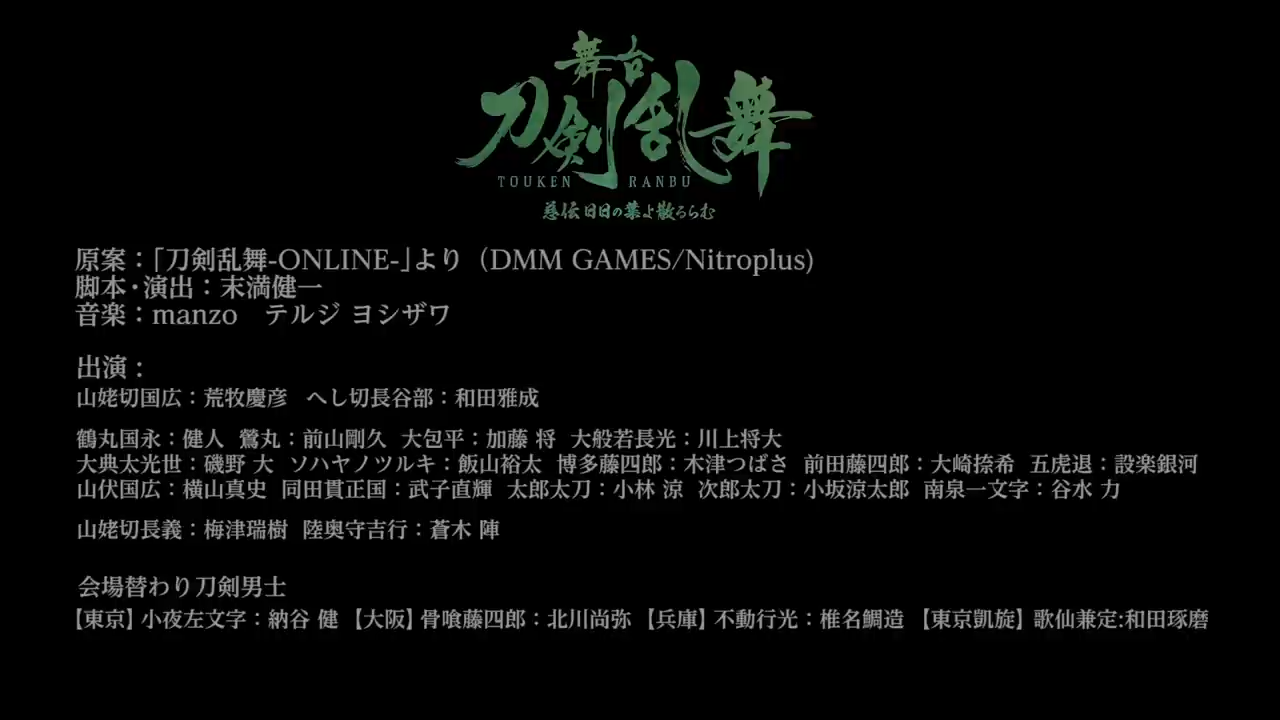 舞台
刀剣乱舞
TOUKEN RANBU
慈伝 日日の葉よ散るらむ
原案：「刀剣乱舞-ONLINE-」より（DMM GAMES/Nitroplus)
脚本・演出：末満健一
音楽：manzo　テルジ ヨシザワ
出演：
山姥切国広：荒牧慶彦　へし切長谷部：和田雅成
鶴丸国永：健人　鶯丸：前山剛久　大包平：加藤 将　大般若長光：川上将大
大典太光世：磯野 大　ソハヤノツルキ：飯山裕太　博多藤四郎：木津つばさ　前田藤四郎：大崎捺希　五虎退：設楽銀河
山伏国広：横山真史　同田貫正国：武子直輝　太郎太刀：小林 涼　次郎太刀：小坂涼太郎　南泉一文字：谷水 力
山姥切長義：梅津瑞樹　陸奥守吉行：蒼木 陣
会場替わり刀剣男士
【東京】小夜左文字：納谷 健　【大阪】骨喰藤四郎：北川尚弥　【兵庫】不動行光：椎名鯛造　【東京凱旋】歌仙兼定:和田琢磨